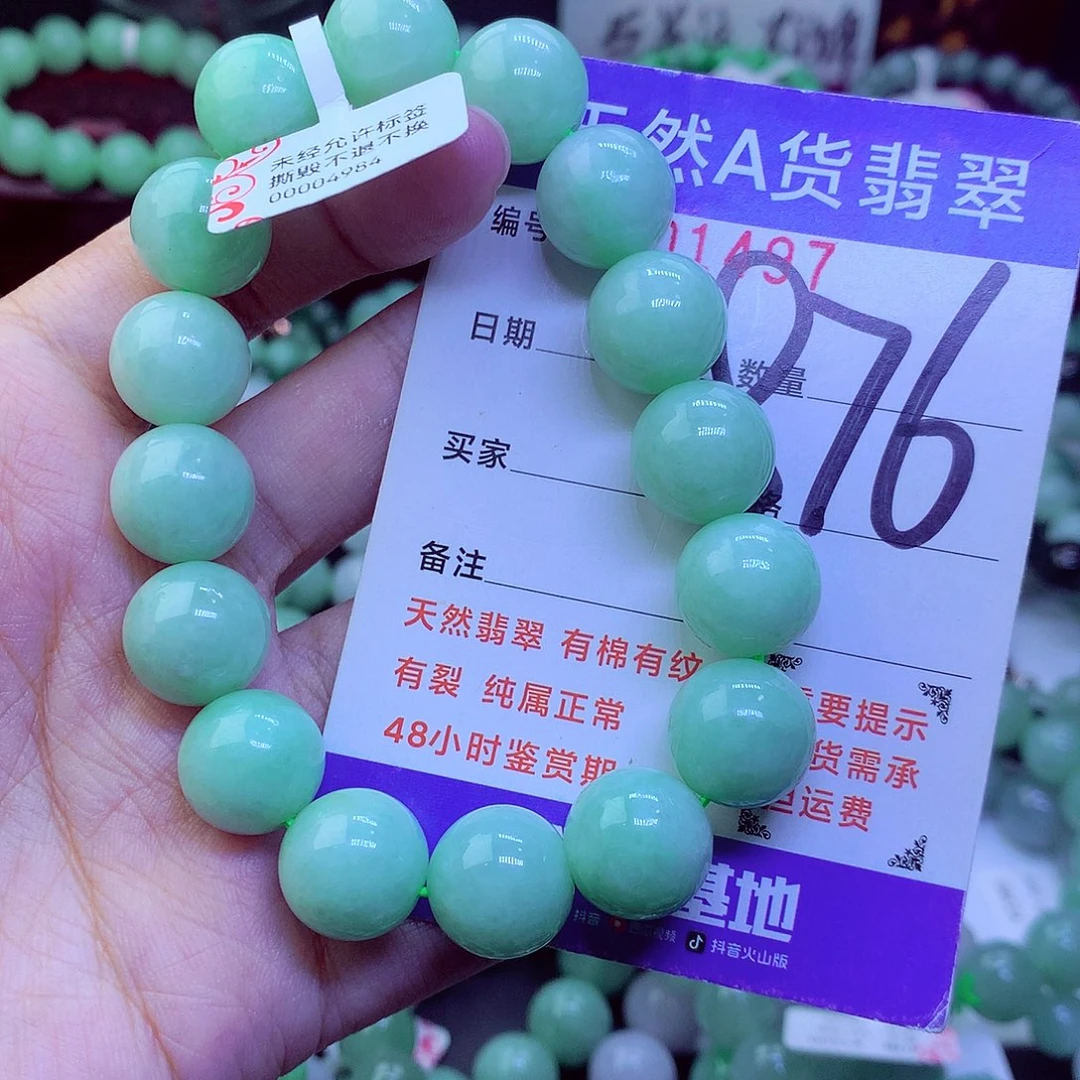 未经允许标签
撕毁不退不换
00004984
天然A货翡翠
编号
01497
276
日期
数量
买家
备注
天然翡翠 有棉有纹
有裂 纯属正常
48小时鉴赏期
要提示
货需承
担运费
基地
抖音
抖音火山版